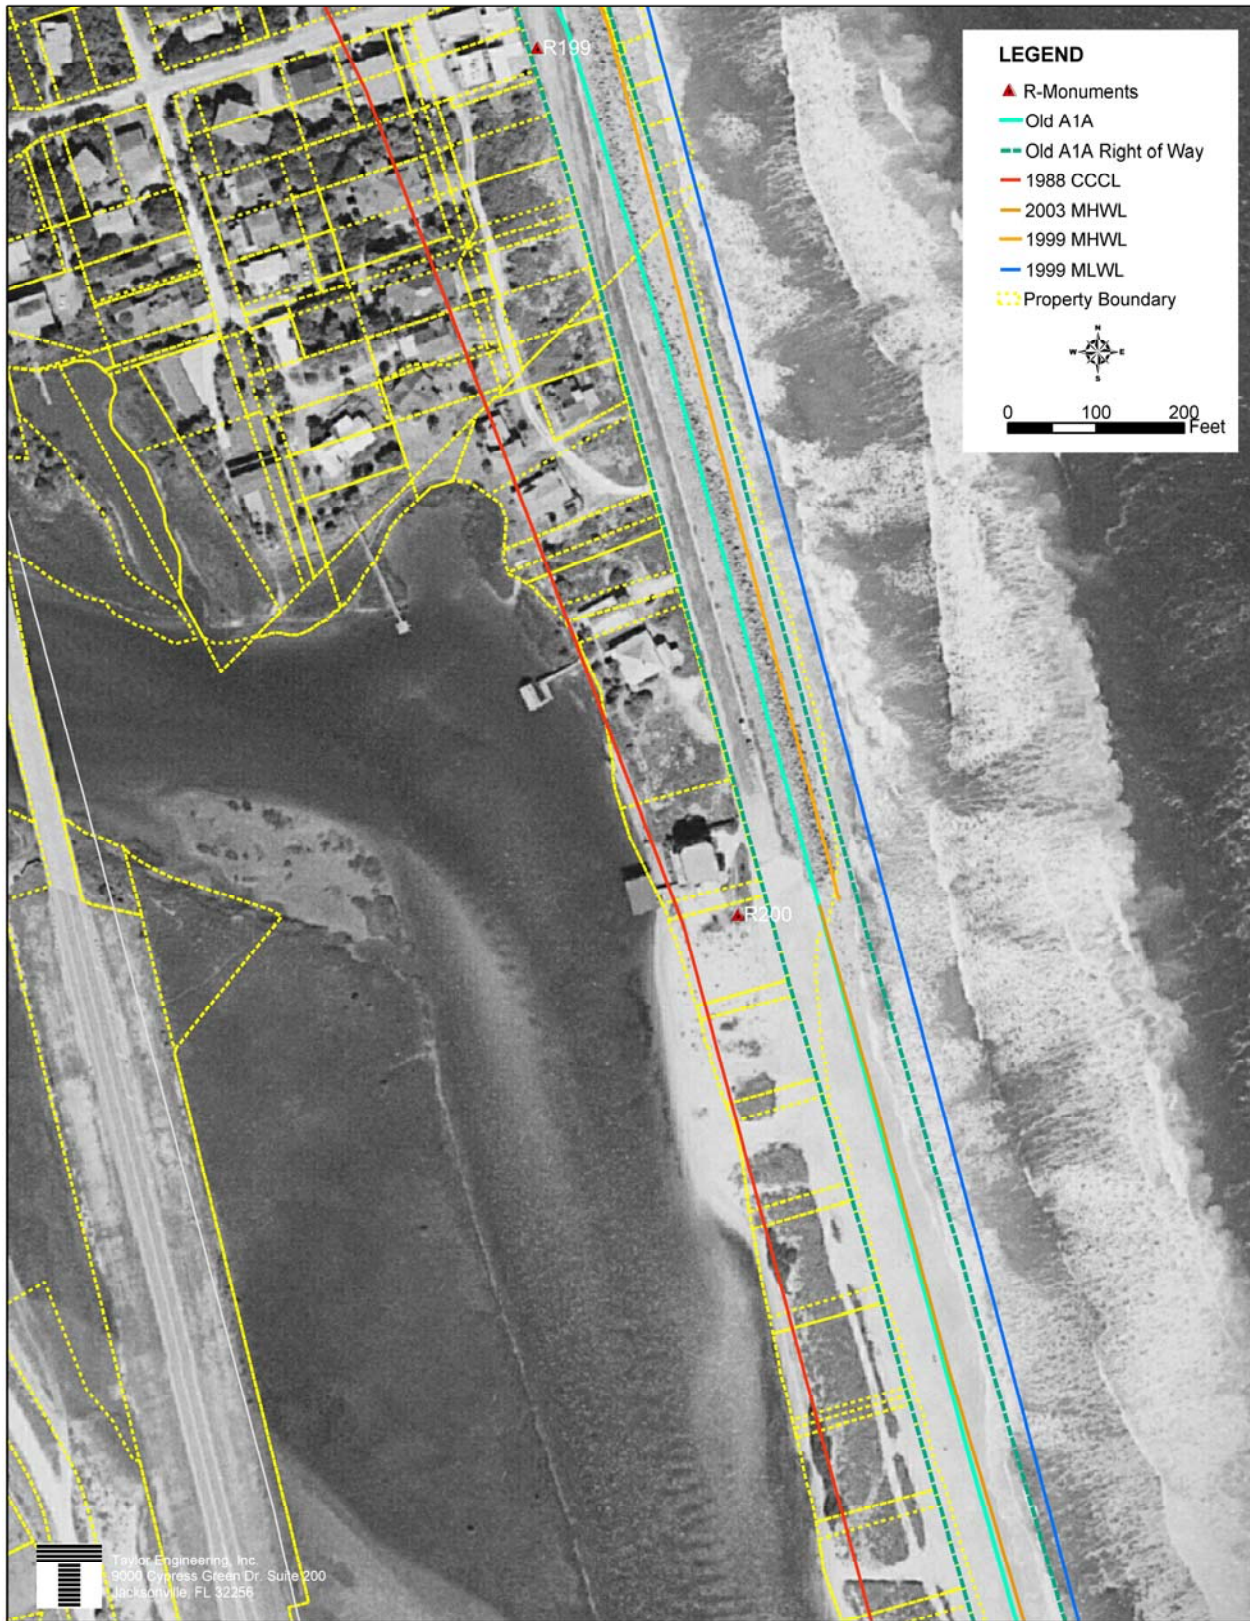 R199
LEGEND
R-Monuments
Old A1A
Old A1A Right of Way
1988 CCCL
2003 MHWL
1999 MHWL
1999 MLWL
Property Boundary
N
W E
S
0 100 200
Feet
R200
Taylor Engineering, Inc.
9000 Cypress Green Dr. Suite 200
Jacksonville, FL 32256